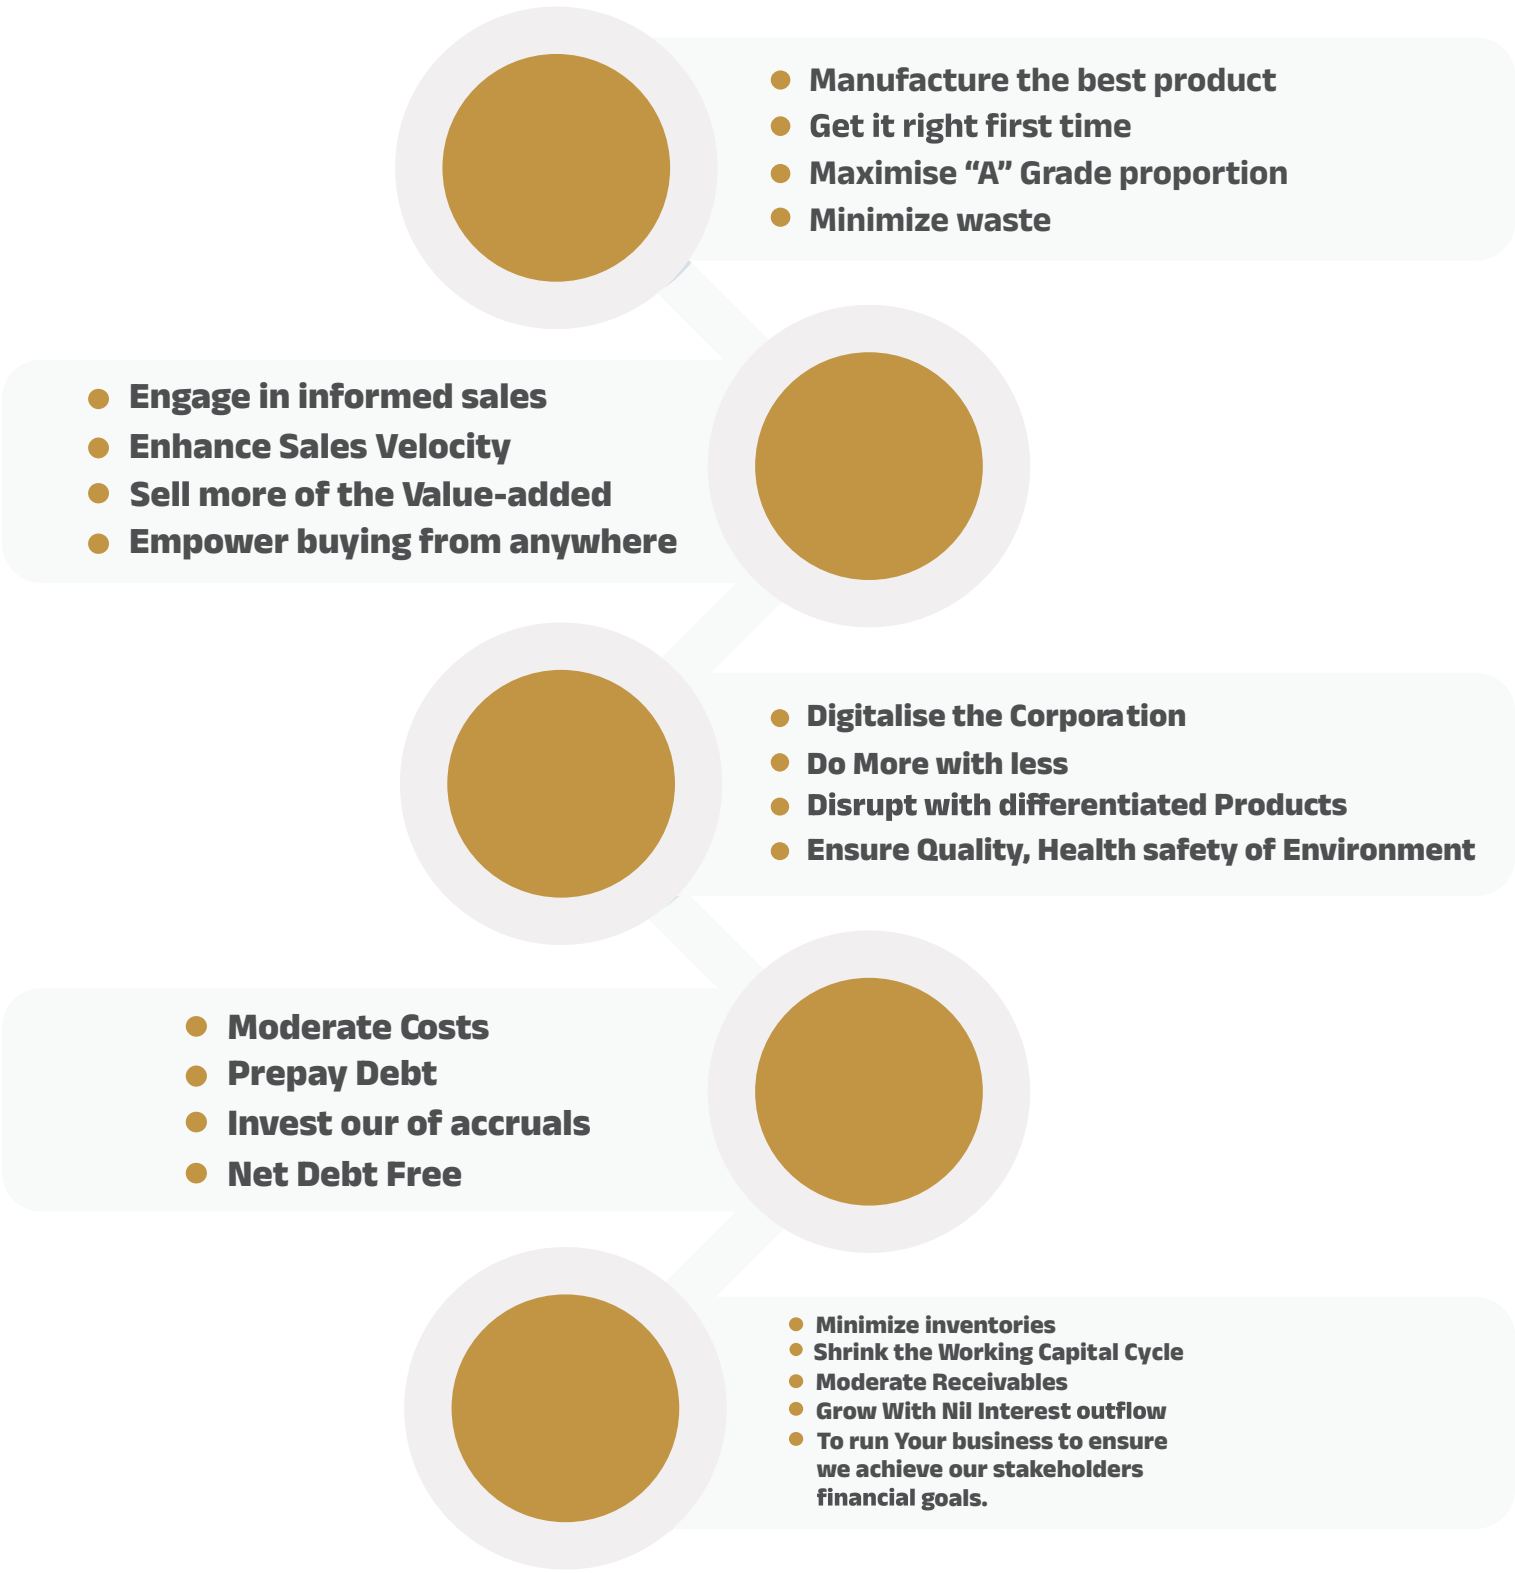 Manufacture the best product
Get it right first time
Maximise “A” Grade proportion
Minimize waste
Engage in informed sales
Enhance Sales Velocity
Sell more of the Value-added
Empower buying from anywhere
Digitalise the Corporation
Do More with less
Disrupt with differentiated Products
Ensure Quality, Health safety of Environment
Moderate Costs
Prepay Debt
Invest our of accruals
Net Debt Free
Minimize inventories
Shrink the Working Capital Cycle
Moderate Receivables
Grow With Nil Interest outflow
To run Your business to ensure
we achieve our stakeholders
financial goals.